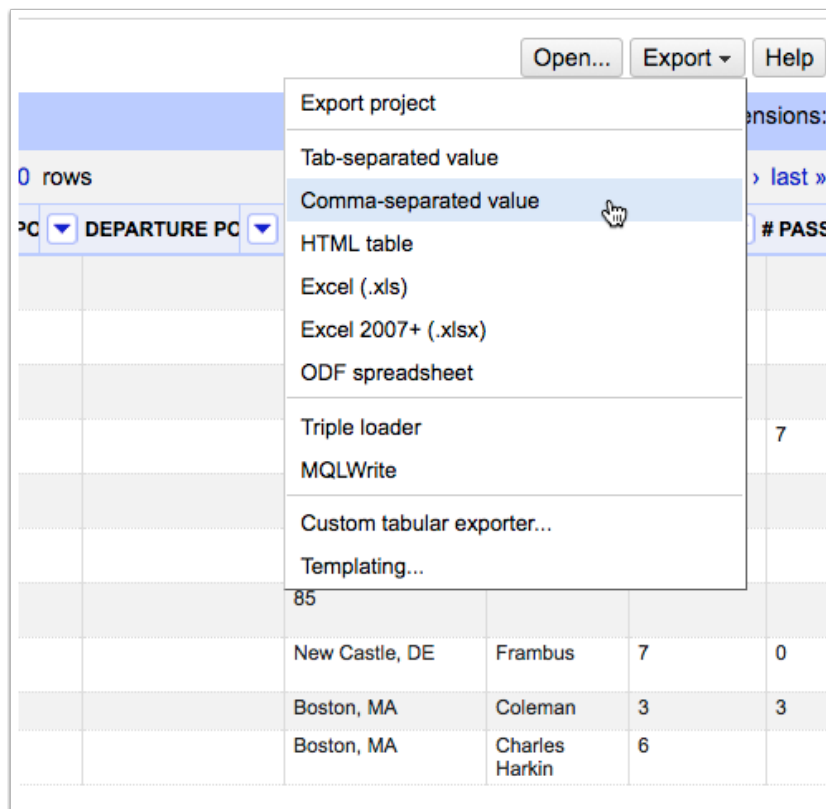 Open... Export Help
Export project
ensions:
Tab-separated value
0 rows
› last »
Comma-separated value
PO DEPARTURE PO # PASS
HTML table
Excel (.xls)
Excel 2007+ (.xlsx)
ODF spreadsheet
Triple loader
7
MQLWrite
Custom tabular exporter...
Templating...
85
New Castle, DE Frambus 7 0
Boston, MA Coleman 3 3
Boston, MA Charles 6
Harkin